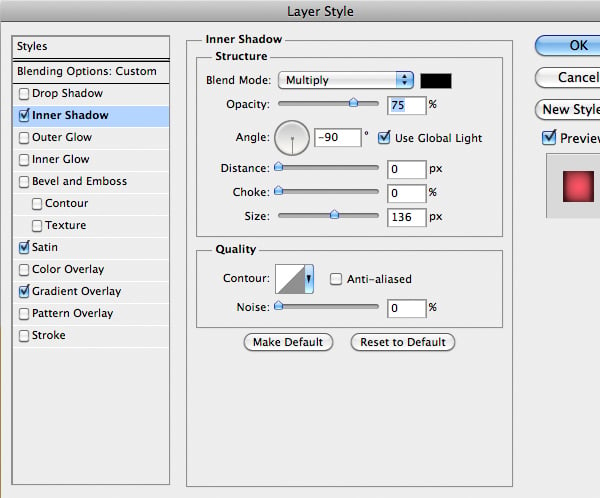 Layer Style
Styles
Blending Options: Custom
Drop Shadow
Inner Shadow
Outer Glow
Inner Glow
Bevel and Emboss
Contour
Texture
Satin
Color Overlay
Gradient Overlay
Pattern Overlay
Stroke
Inner Shadow
Structure
Blend Mode: Multiply
Opacity: 75 %
Angle: -90 ° Use Global Light
Distance: 0 px
Choke: 0 %
Size: 136 px
Quality
Contour: Anti-aliased
Noise: 0 %
Make Default Reset to Default
OK
Cancel
New Style
Preview